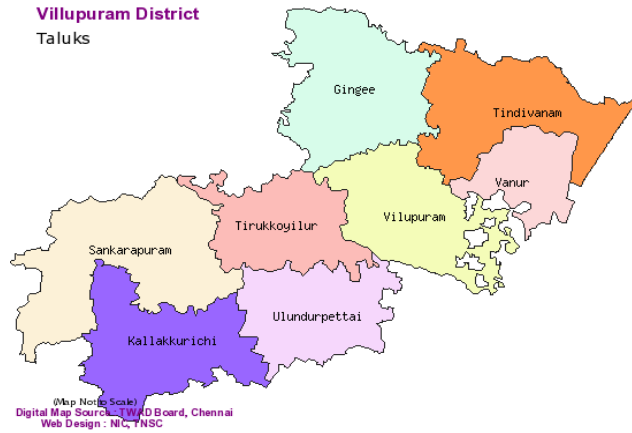 Villupuram District
Taluks
Gingee
Tindivanam
Vanur
Vilupuram
Tirukkoyilur
Sankarapuram
Ulundurpettai
Kallakkurichi
(Map Not to Scale)
Digital Map Source : TWAD Board, Chennai
Web Design : NIC, TNSC